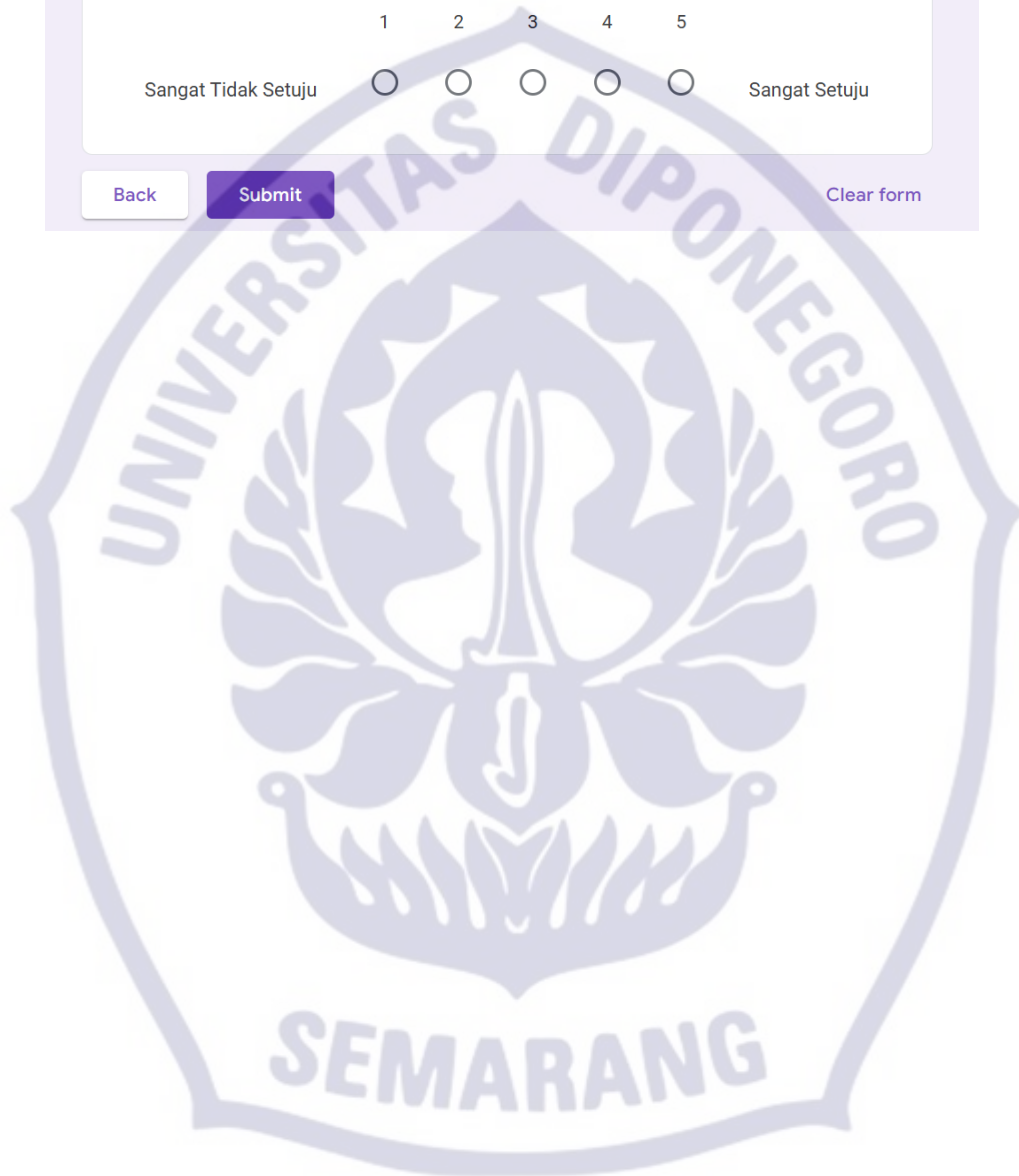 1 2 3 4 5
Sangat Tidak Setuju Sangat Setuju
Back Submit Clear form
UNIVERSITAS DIPONEGORO
SEMARANG